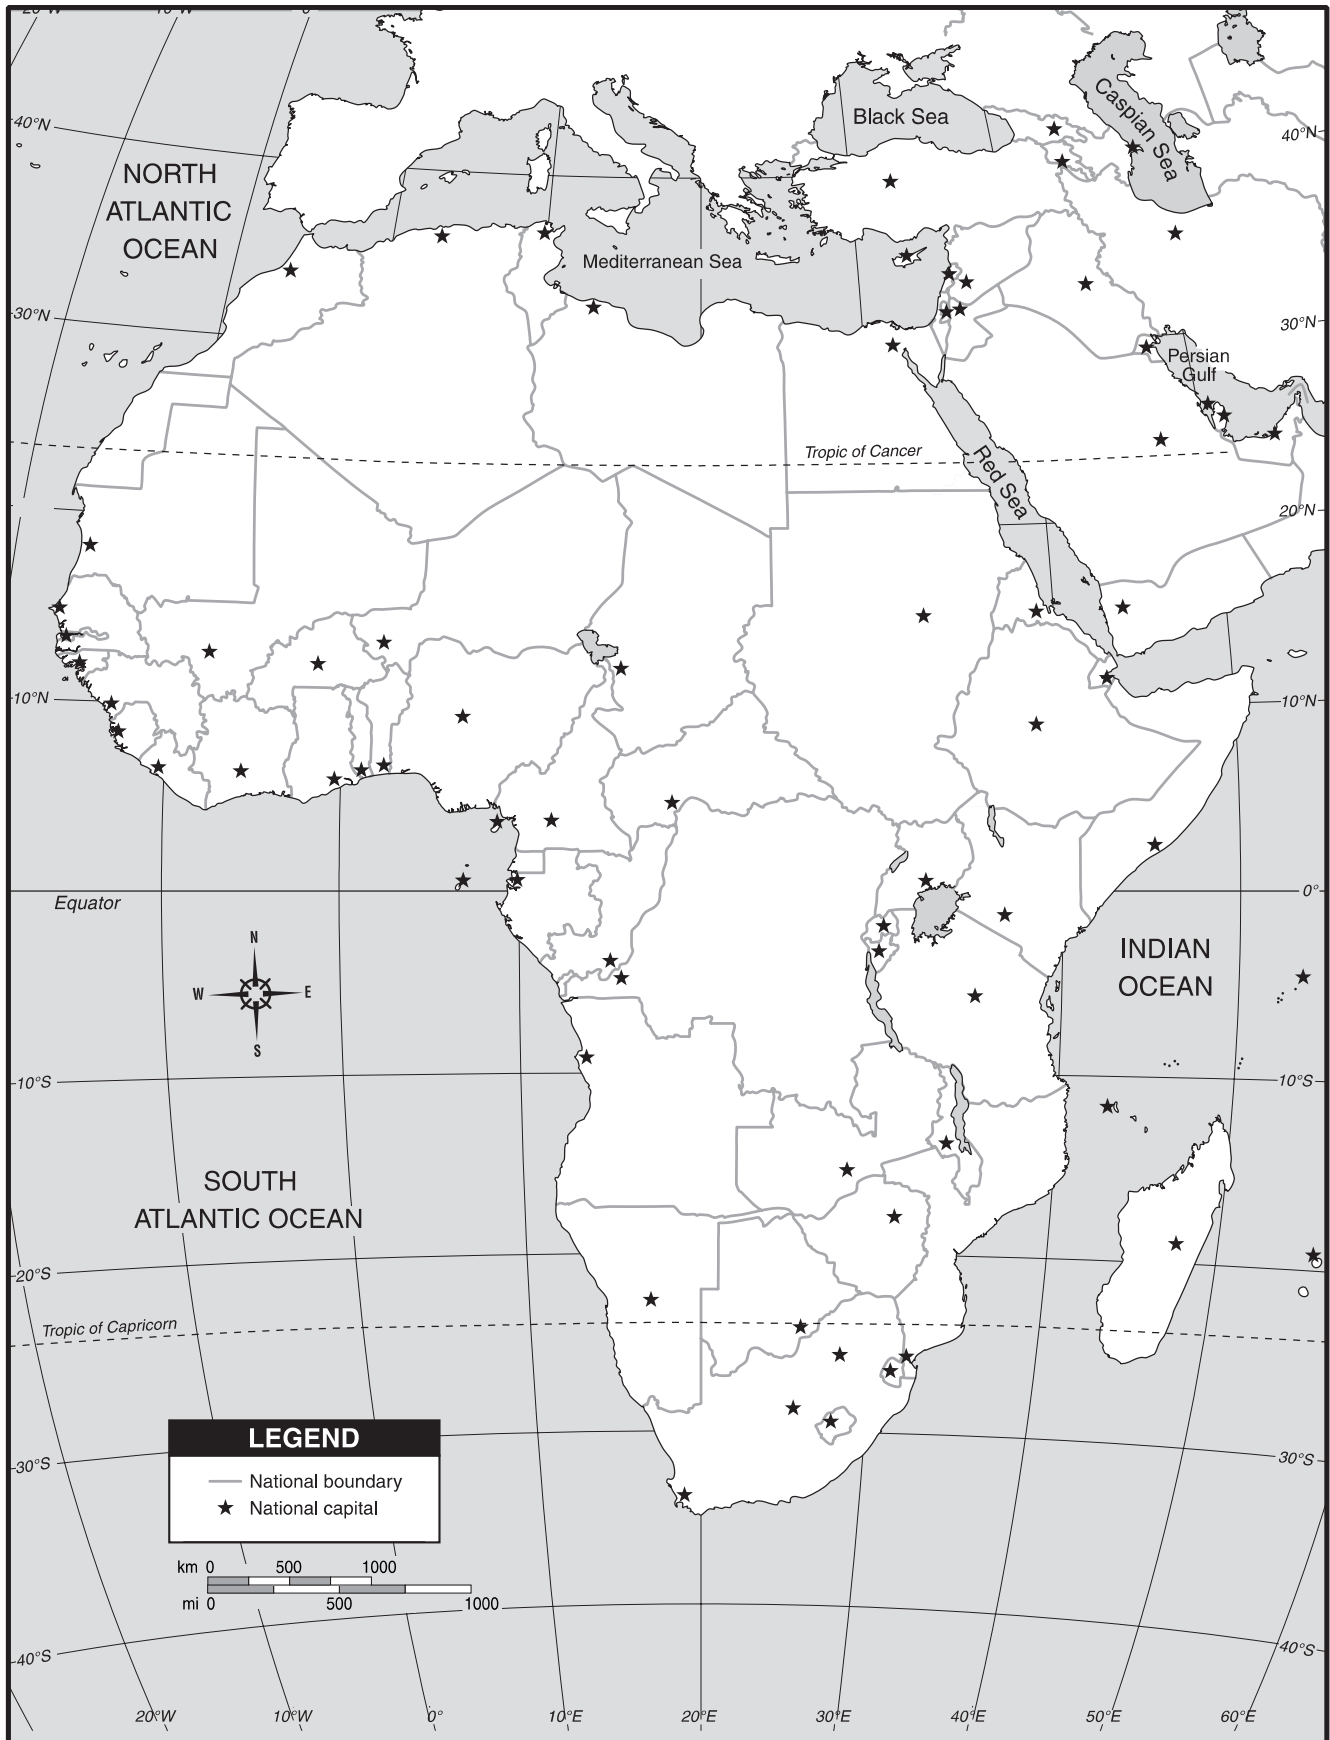 20°W
10°W
0°
40°N
NORTH
ATLANTIC
OCEAN
Black Sea
Caspian Sea
40°N
Mediterranean Sea
30°N
30°N
Persian
Gulf
Tropic of Cancer
Red Sea
20°N
10°N
10°N
Equator
0°
N
W
E
S
INDIAN
OCEAN
10°S
10°S
SOUTH
ATLANTIC OCEAN
20°S
20°S
Tropic of Capricorn
LEGEND
National boundary
National capital
30°S
30°S
km 0 500 1000
mi 0 500 1000
40°S
40°S
20°W 10°W 0° 10°E 20°E 30°E 40°E 50°E 60°E